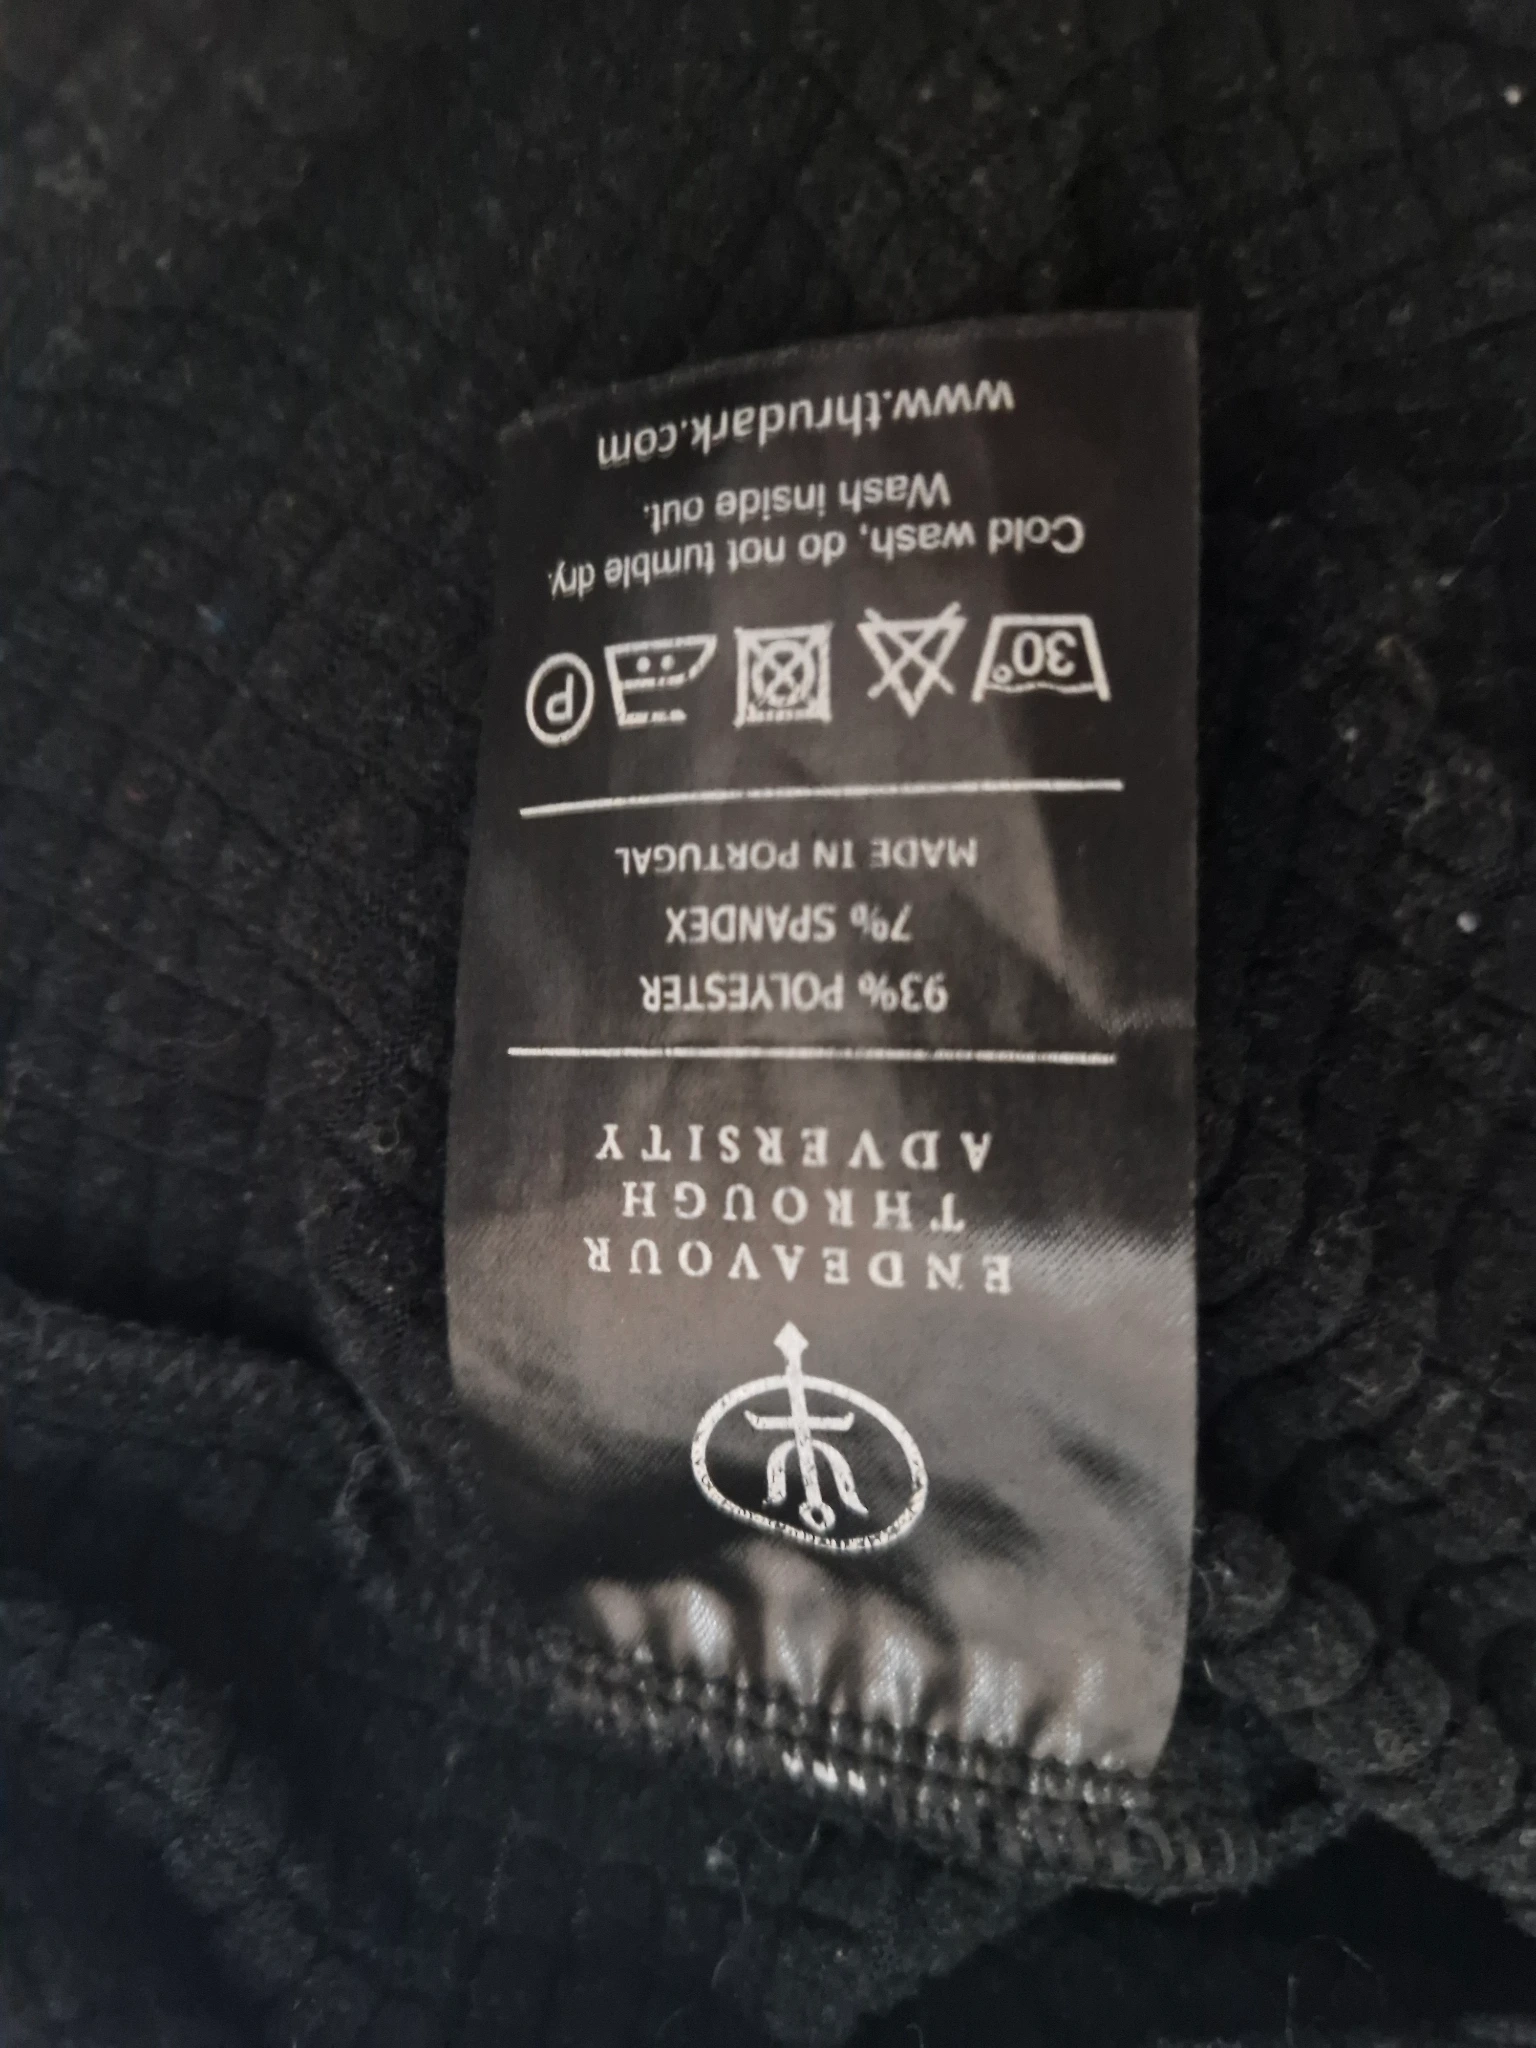 ENDEAVOUR
THROUGH
ADVERSITY
93% POLYESTER
7% SPANDEX
MADE IN PORTUGAL
30° P
Cold wash, do not tumble dry.
Wash inside out.
www.thrudark.com